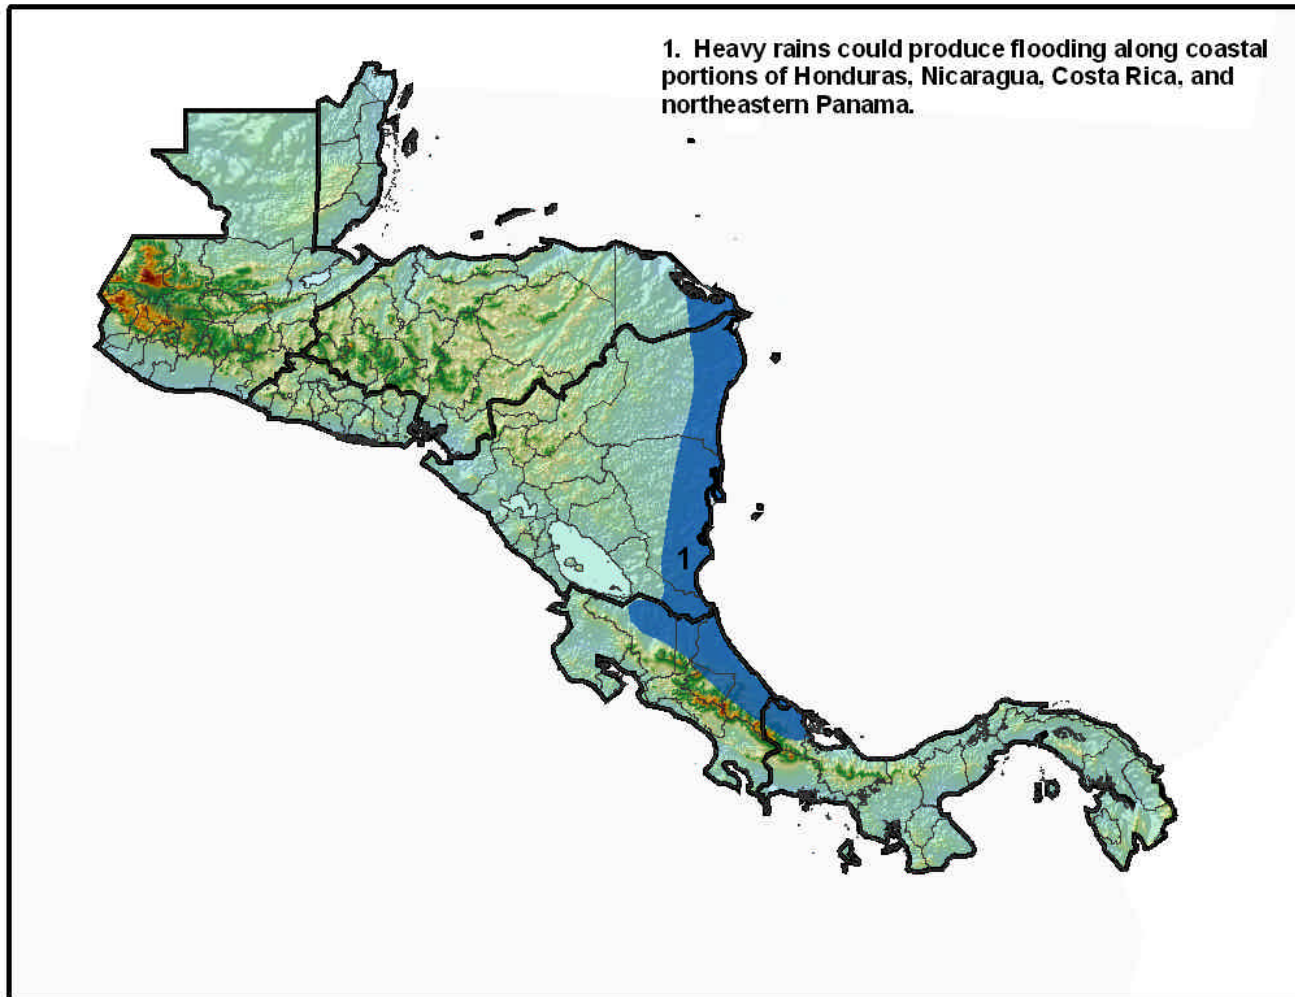 1.  Heavy rains could produce flooding along coastal
portions of Honduras, Nicaragua, Costa Rica, and
northeastern Panama.
1